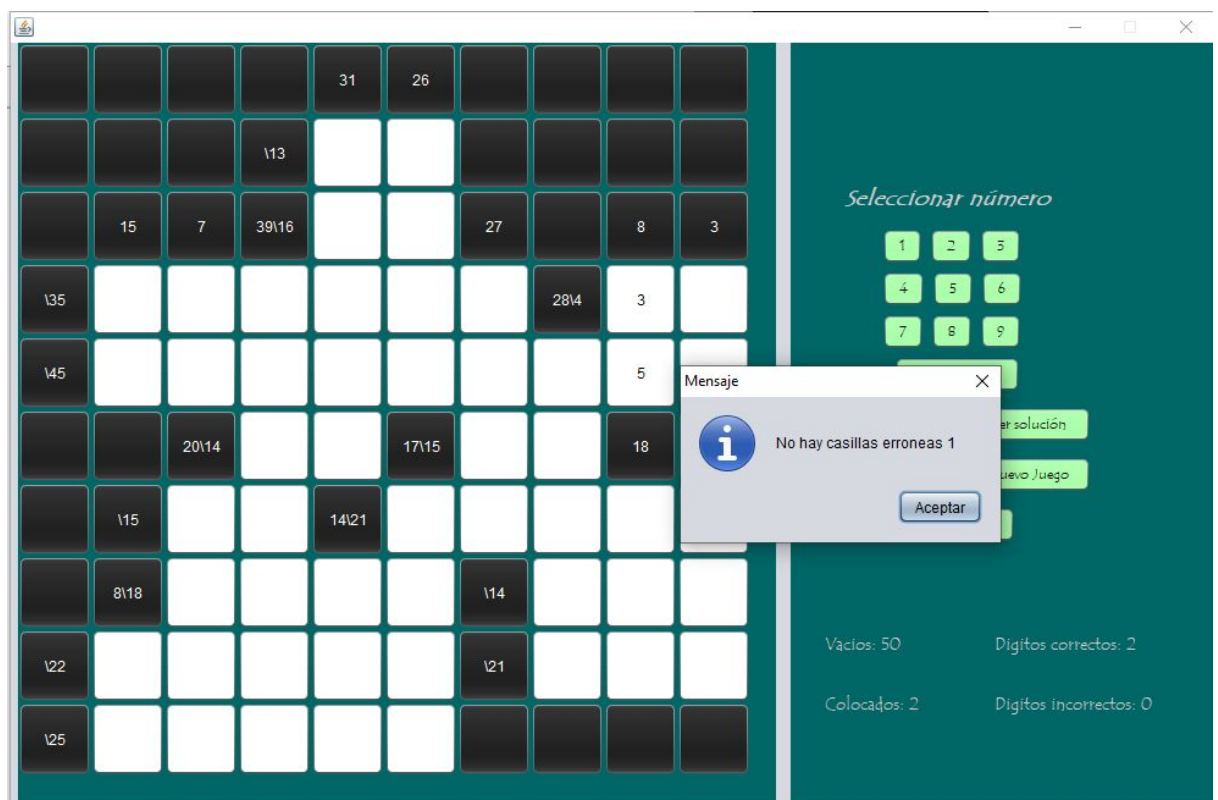 31 26
\13
15 7 39\16 27 8 3
\35 28\4 3
\45 5
20\14 17\15 18
\15 14\21
8\18 \14
\22 \21
\25
Seleccionar número
1 2 3
4 5 6
7 8 9
Mensaje
No hay casillas erroneas 1
Aceptar
solución
Juego
Vacios: 50 Digitos correctos: 2
Colocados: 2 Digitos incorrectos: 0